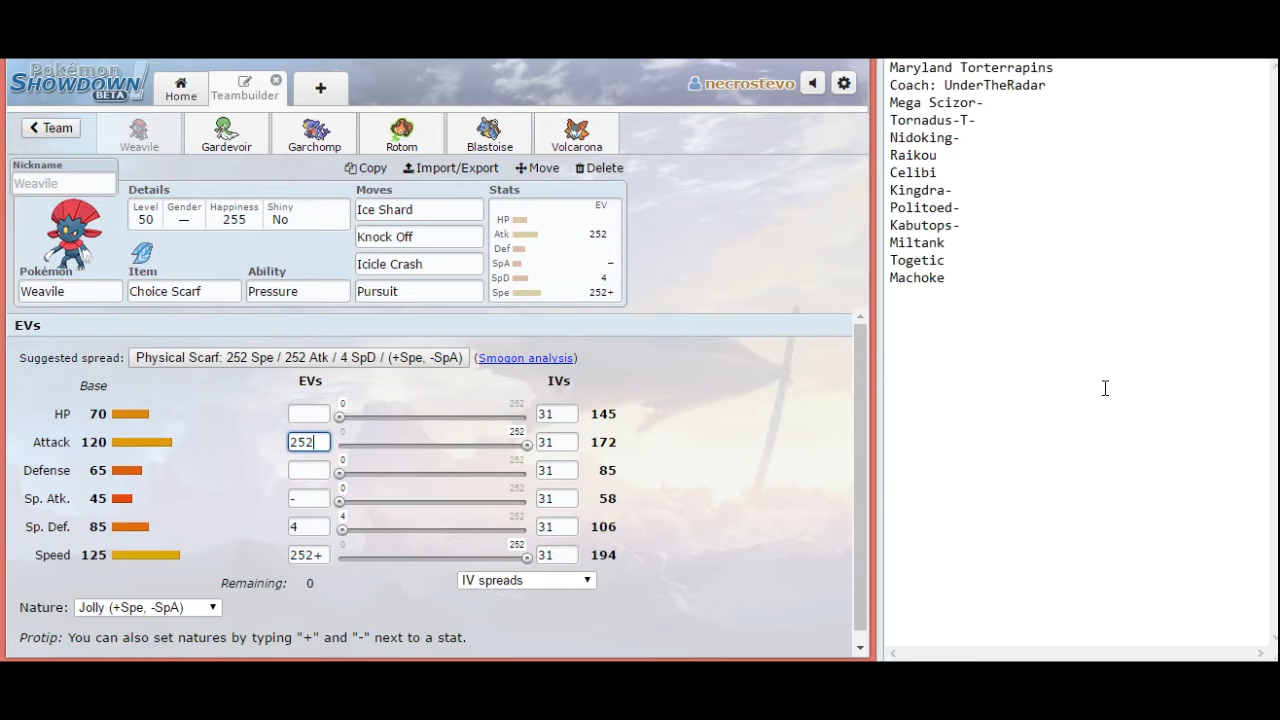 Pokémon
SHOWDOWN!
BETA
Home
Teambuilder
+
necrostevo
< Team
Weavile
Gardevoir
Garchomp
Rotom
Blastoise
Volcarona
Copy
Import/Export
Move
Delete
Nickname
Weavile
Details
Level
50
Gender
—
Happiness
255
Shiny
No
Pokémon
Weavile
Item
Choice Scarf
Ability
Pressure
Moves
Ice Shard
Knock Off
Icicle Crash
Pursuit
Stats
EV
HP
Atk 252
Def
SpA –
SpD 4
Spe 252+
EVs
Suggested spread: Physical Scarf: 252 Spe / 252 Atk / 4 SpD / (+Spe, -SpA) (Smogon analysis)
Base EVs IVs
HP 70 0 252 31 145
Attack 120 252 0 252 31 172
Defense 65 0 252 31 85
Sp. Atk. 45 - 0 252 31 58
Sp. Def. 85 4 4 252 31 106
Speed 125 252+ 0 252 31 194
Remaining: 0 IV spreads
Nature: Jolly (+Spe, -SpA)
Protip: You can also set natures by typing "+" and "-" next to a stat.
Maryland Torterrapins
Coach: UnderTheRadar
Mega Scizor-
Tornadus-T-
Nidoking-
Raikou
Celibi
Kingdra-
Politoed-
Kabutops-
Miltank
Togetic
Machoke